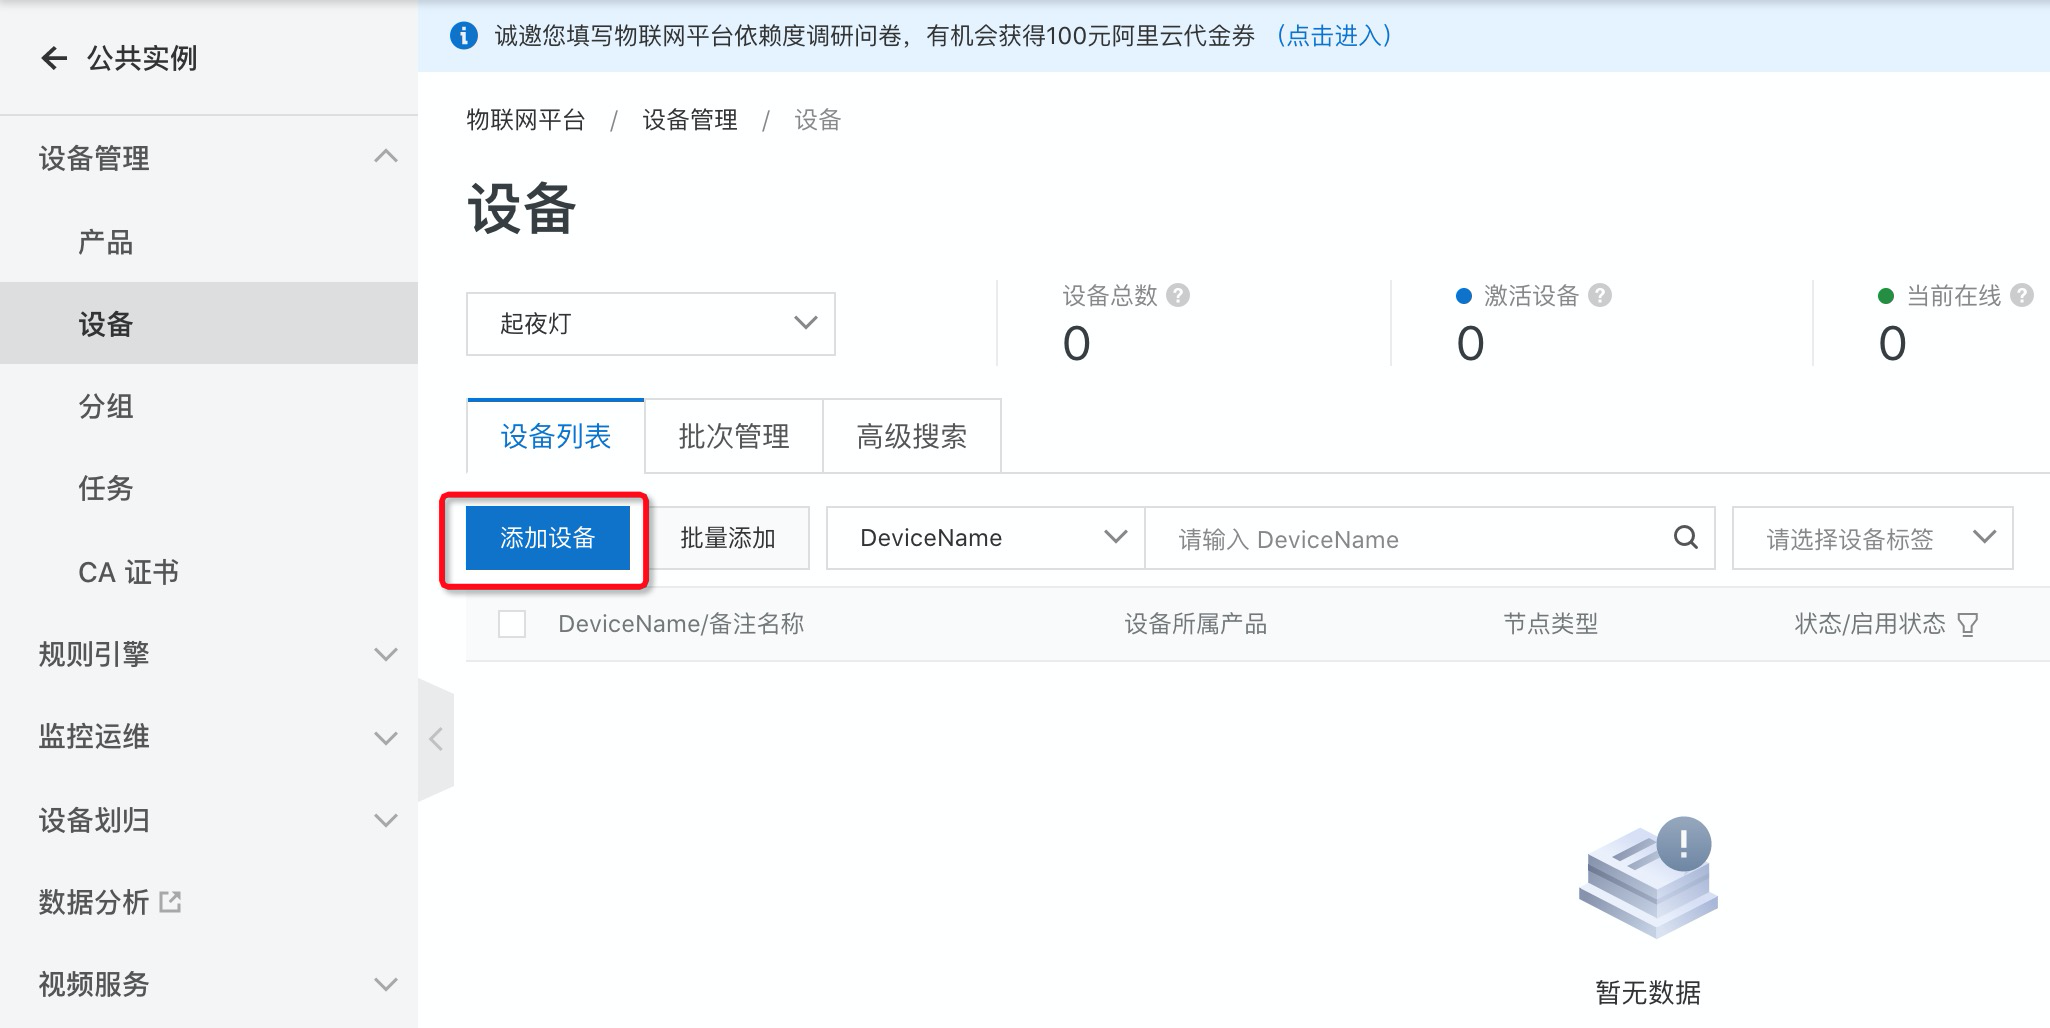 公共实例
设备管理
产品
设备
分组
任务
CA 证书
规则引擎
监控运维
设备划归
数据分析
视频服务
诚邀您填写物联网平台依赖度调研问卷，有机会获得100元阿里云代金券 （点击进入）
物联网平台 / 设备管理 / 设备
设备
起夜灯
设备总数
0
激活设备
0
当前在线
0
设备列表 批次管理 高级搜索
添加设备 批量添加 DeviceName 请输入 DeviceName 请选择设备标签
DeviceName/备注名称 设备所属产品 节点类型 状态/启用状态
暂无数据